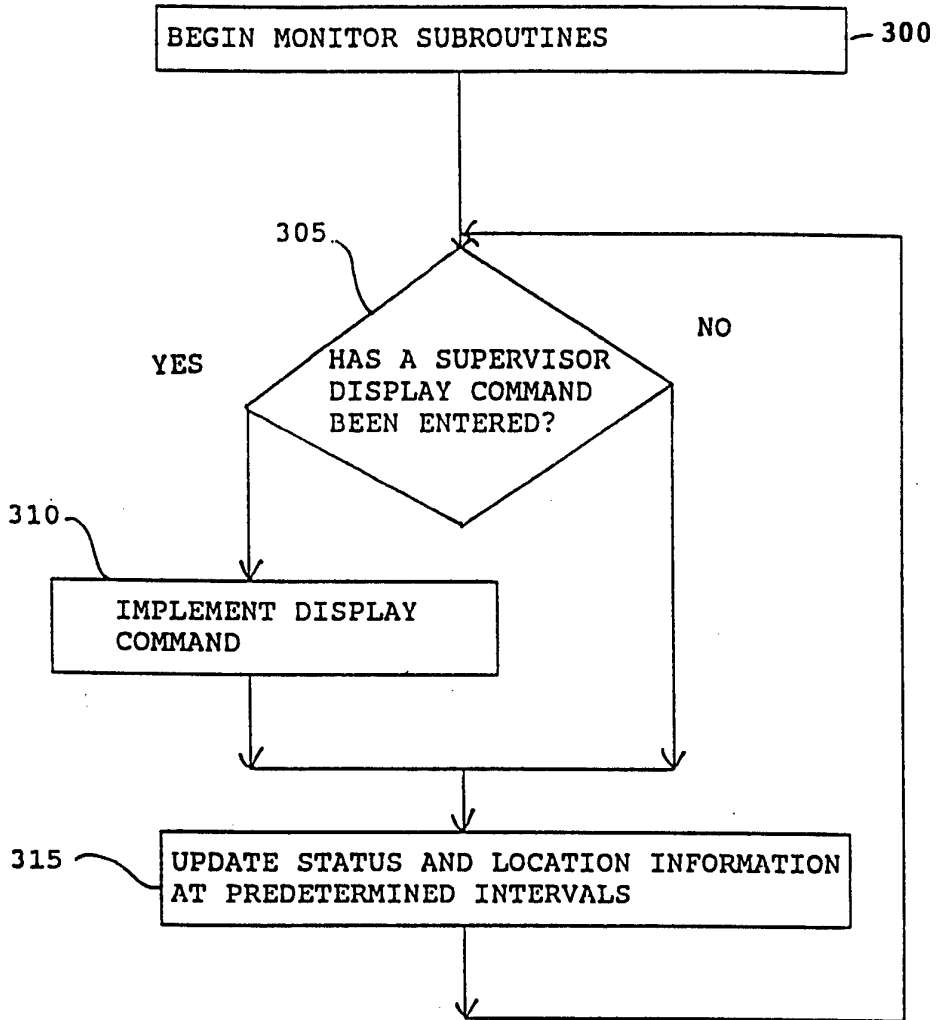 BEGIN MONITOR SUBROUTINES
300
305
NO
YES
HAS A SUPERVISOR
DISPLAY COMMAND
BEEN ENTERED?
310
IMPLEMENT DISPLAY
COMMAND
315
UPDATE STATUS AND LOCATION INFORMATION
AT PREDETERMINED INTERVALS